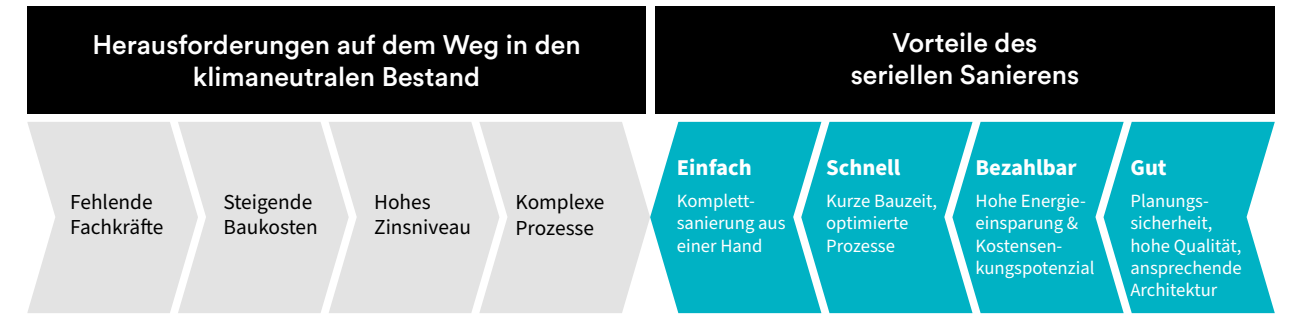 Herausforderungen auf dem Weg in den
klimaneutralen Bestand
Vorteile des
seriellen Sanierens
Fehlende
Fachkräfte
Steigende
Baukosten
Hohes
Zinsniveau
Komplexe
Prozesse
Einfach
Komplett-
sanierung aus
einer Hand
Schnell
Kurze Bauzeit,
optimierte
Prozesse
Bezahlbar
Hohe Energie-
einsparung &
Kostensen-
kungspotenzial
Gut
Planungs-
sicherheit,
hohe Qualität,
ansprechende
Architektur